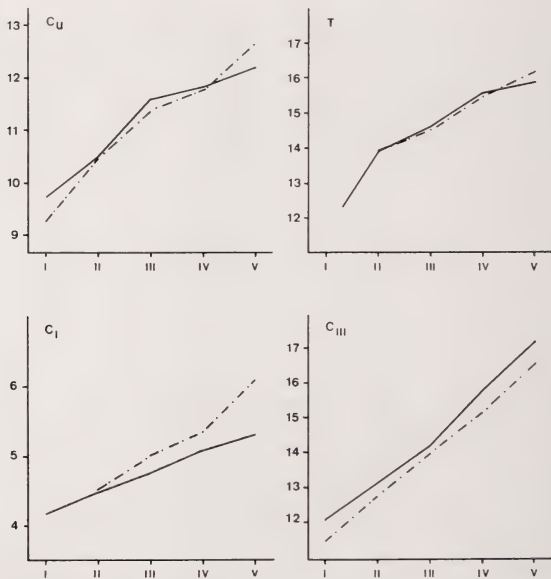 Cu
13
12
11
10
9
I II III IV V
T
17
16
15
14
13
12
I II III IV V
CI
6
5
4
I II III IV V
CIII
17
16
15
14
13
12
I II III IV V